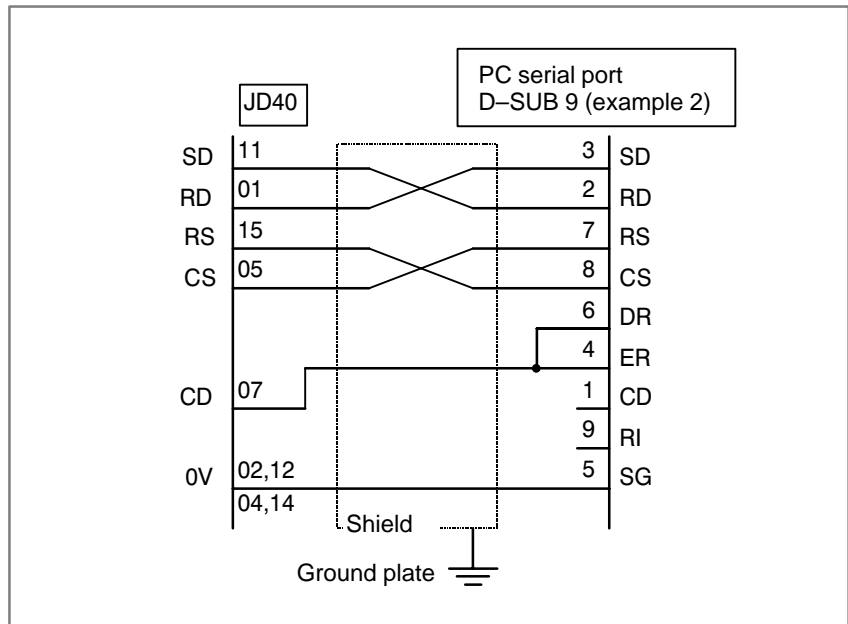 PC serial port
D–SUB 9 (example 2)
JD40
SD 11 3 SD
RD 01 2 RD
RS 15 7 RS
CS 05 8 CS
6 DR
4 ER
CD 07 1 CD
9 RI
0V 02,12 5 SG
04,14
Shield
Ground plate